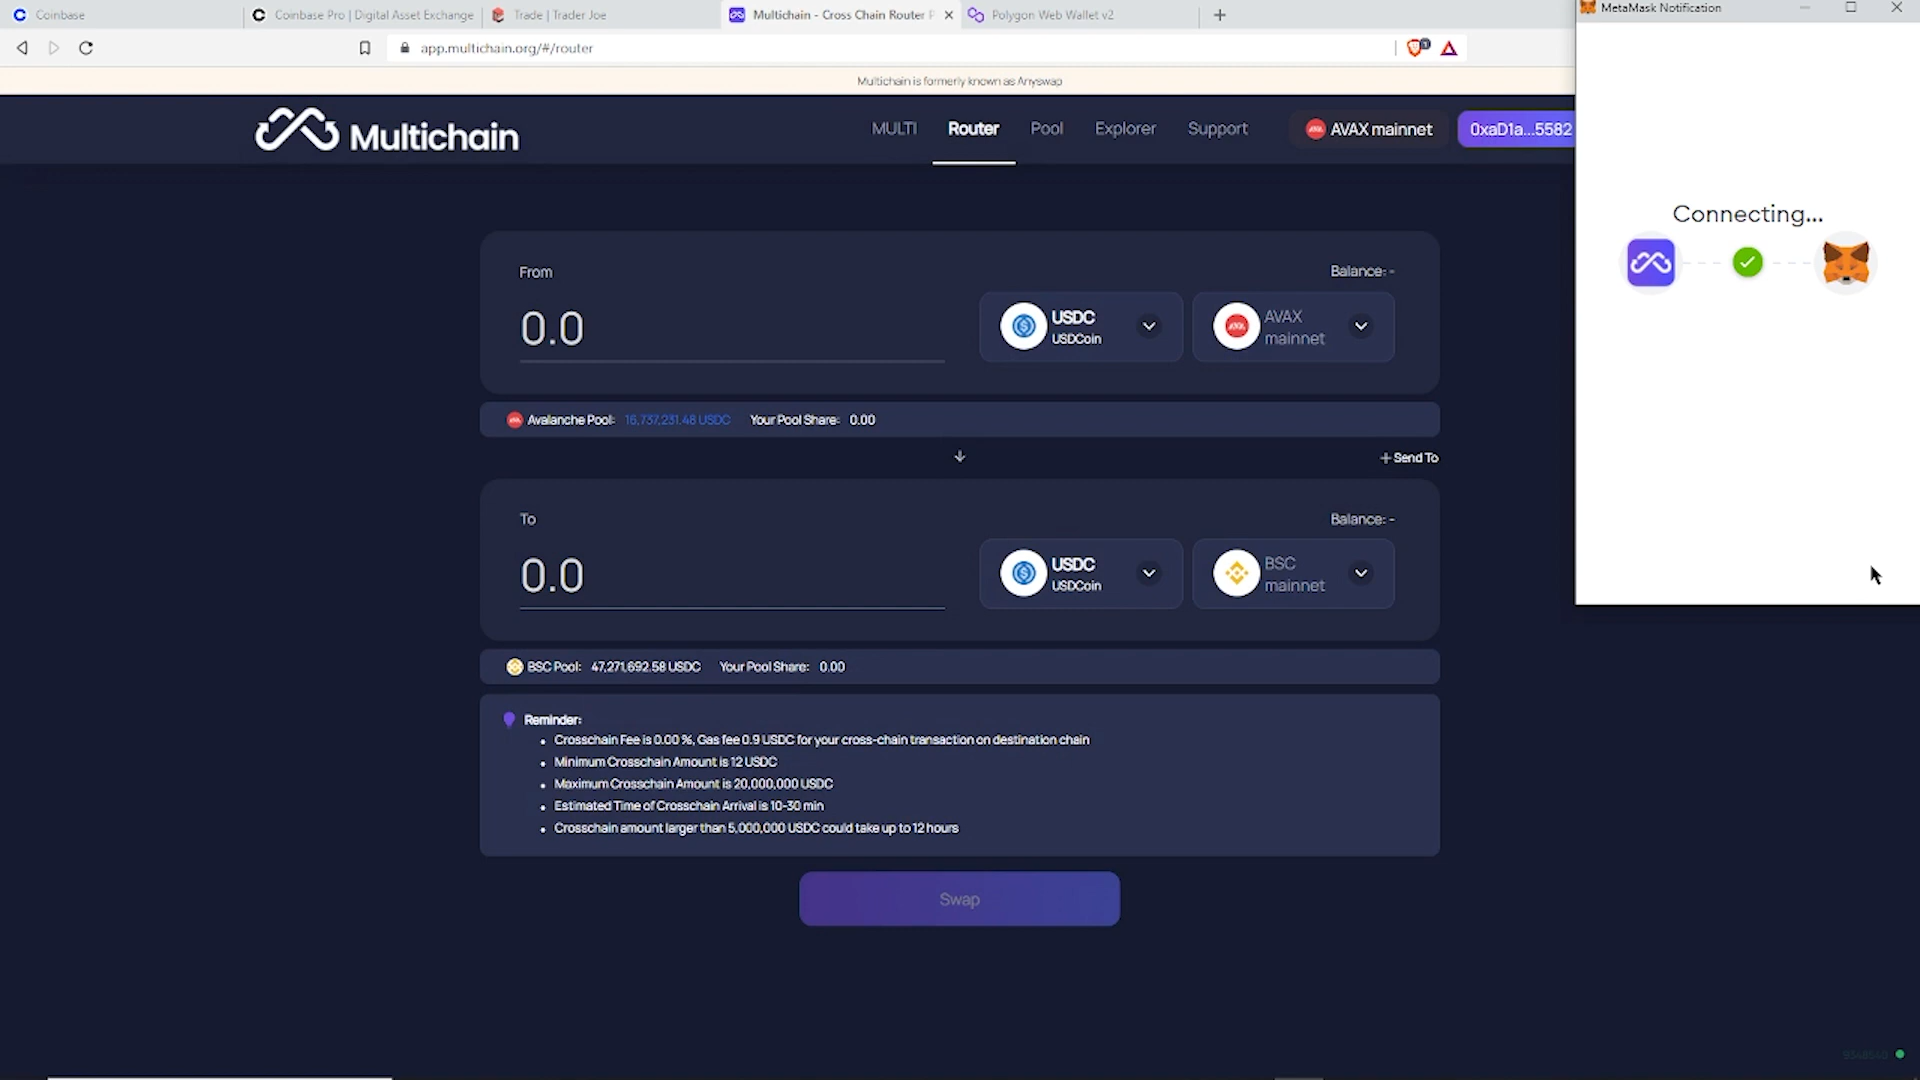 Coinbase
Coinbase Pro | Digital Asset Exchange
Trade | Trader Joe
Multichain - Cross Chain Router P
Polygon Web Wallet v2
MetaMask Notification
app.multichain.org/#/router
Multichain is formerly known as Anyswap
Multichain
MULTI
Router
Pool
Explorer
Support
AVAX mainnet
0xaD1a...5582
Connecting...
From
Balance: -
0.0
USDC
USDCoin
AVAX
mainnet
Avalanche Pool: 16,737,231.48 USDC Your Pool Share: 0.00
+ Send To
To
Balance: -
0.0
USDC
USDCoin
BSC
mainnet
BSC Pool: 47,271,692.58 USDC Your Pool Share: 0.00
Reminder:
Crosschain Fee is 0.00 %, Gas fee 0.9 USDC for your cross-chain transaction on destination chain
Minimum Crosschain Amount is 12 USDC
Maximum Crosschain Amount is 20,000,000 USDC
Estimated Time of Crosschain Arrival is 10-30 min
Crosschain amount larger than 5,000,000 USDC could take up to 12 hours
Swap